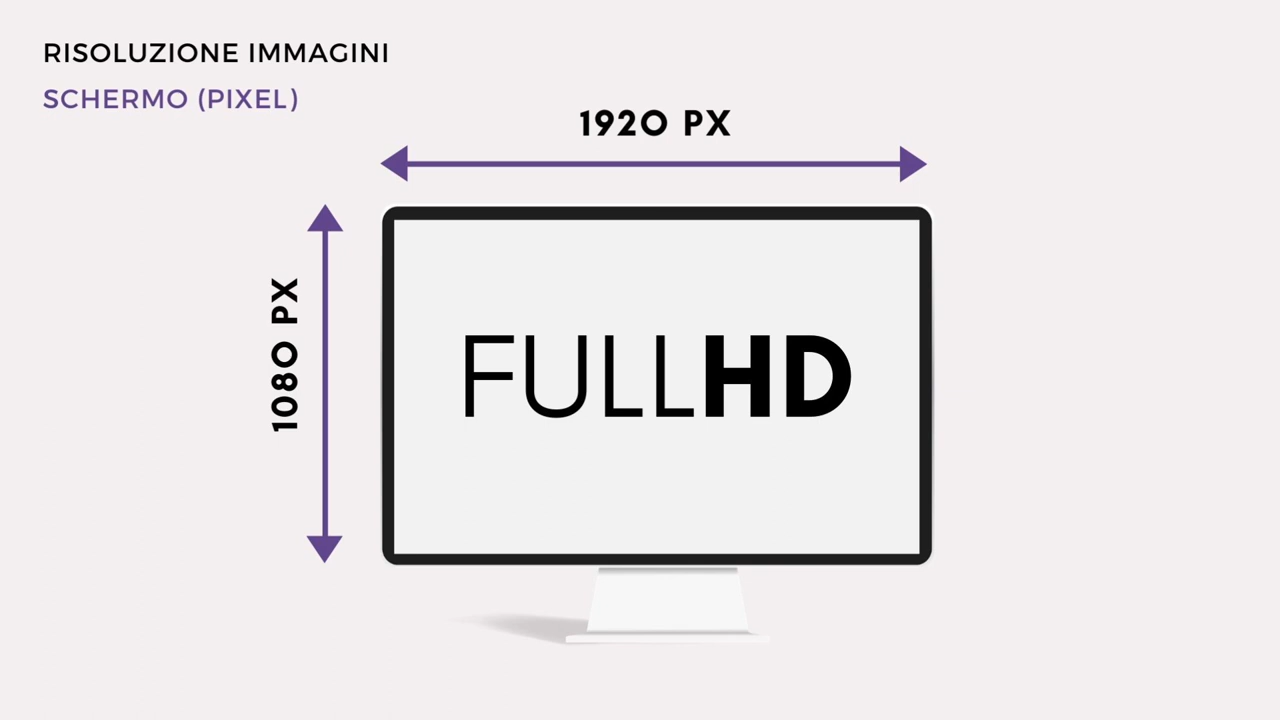 RISOLUZIONE IMMAGINI
SCHERMO (PIXEL)
1920 PX
1080 PX
FULLHD